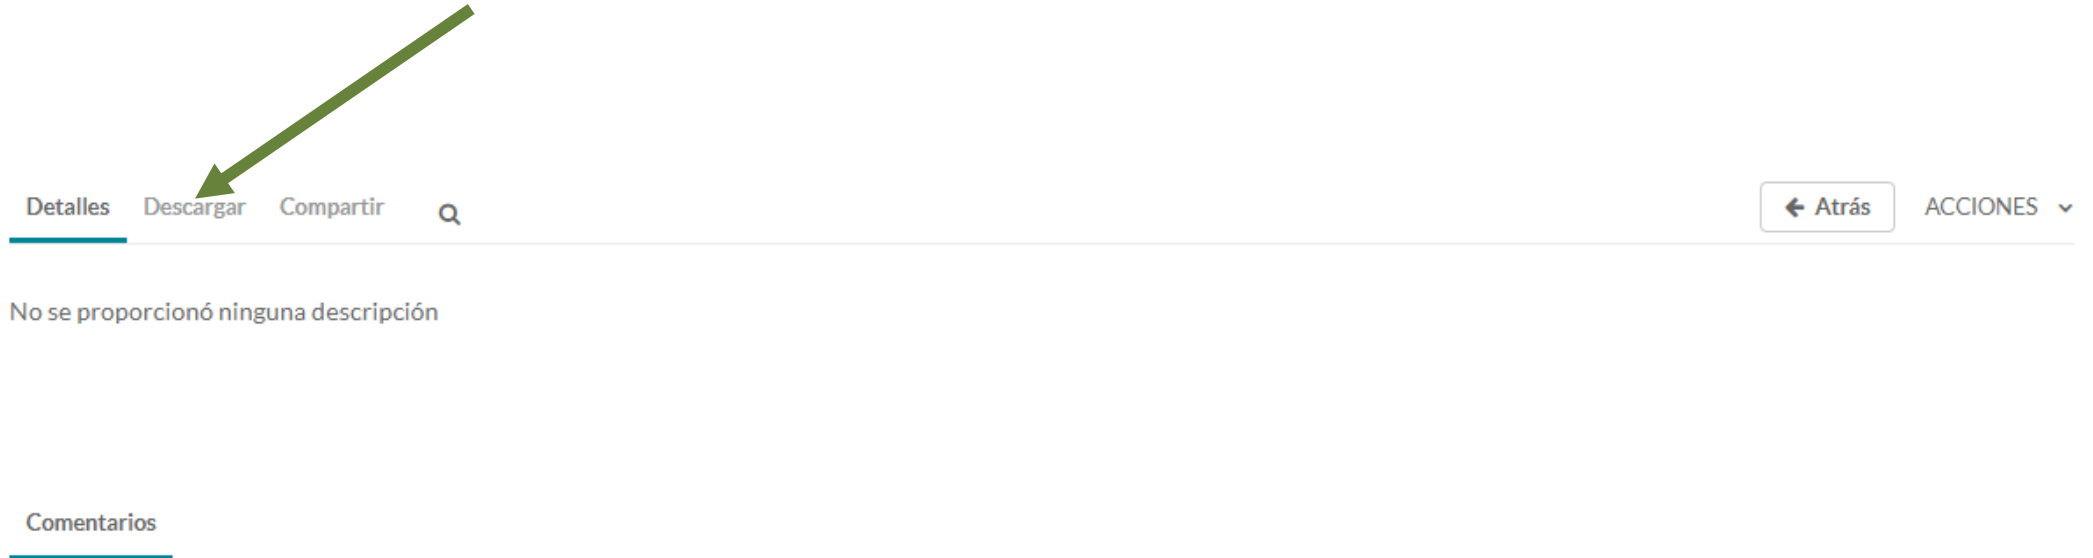 Detalles Descargar Compartir Atrás ACCIONES
No se proporcionó ninguna descripción
Comentarios